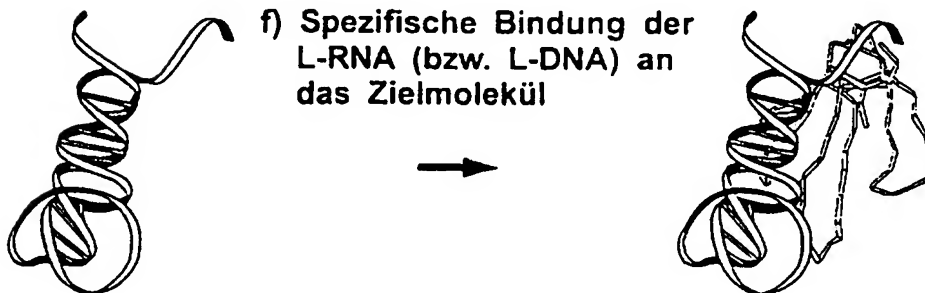 f) Spezifische Bindung der
L-RNA (bzw. L-DNA) an
das Zielmolekül